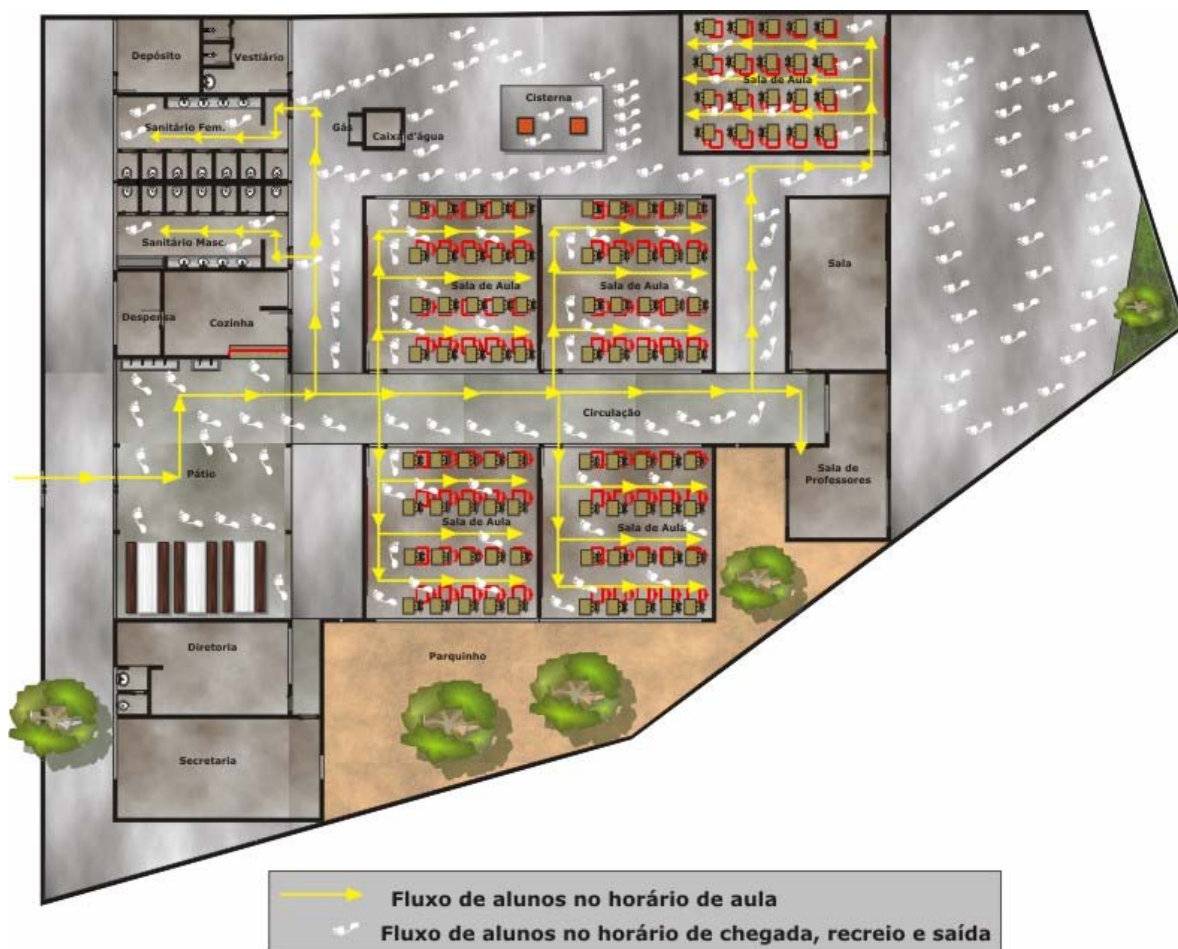 Depósito
Vestiário
Sanitário Fem.
Gás
Caixa d'água
Cisterna
Sala de Aula
Sanitário Masc.
Despensa
Cozinha
Sala de Aula
Sala de Aula
Sala
Circulação
Pátio
Sala de Aula
Sala de Aula
Sala de
Professores
Diretoria
Parquinho
Secretaria
Fluxo de alunos no horário de aula
Fluxo de alunos no horário de chegada, recreio e saída